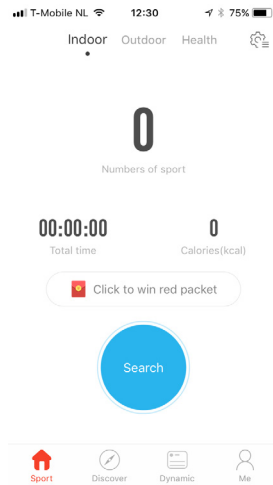 T-Mobile NL 12:30 75%
Indoor Outdoor Health
0
Numbers of sport
00:00:00 0
Total time Calories(kcal)
Click to win red packet
Search
Sport Discover Dynamic Me